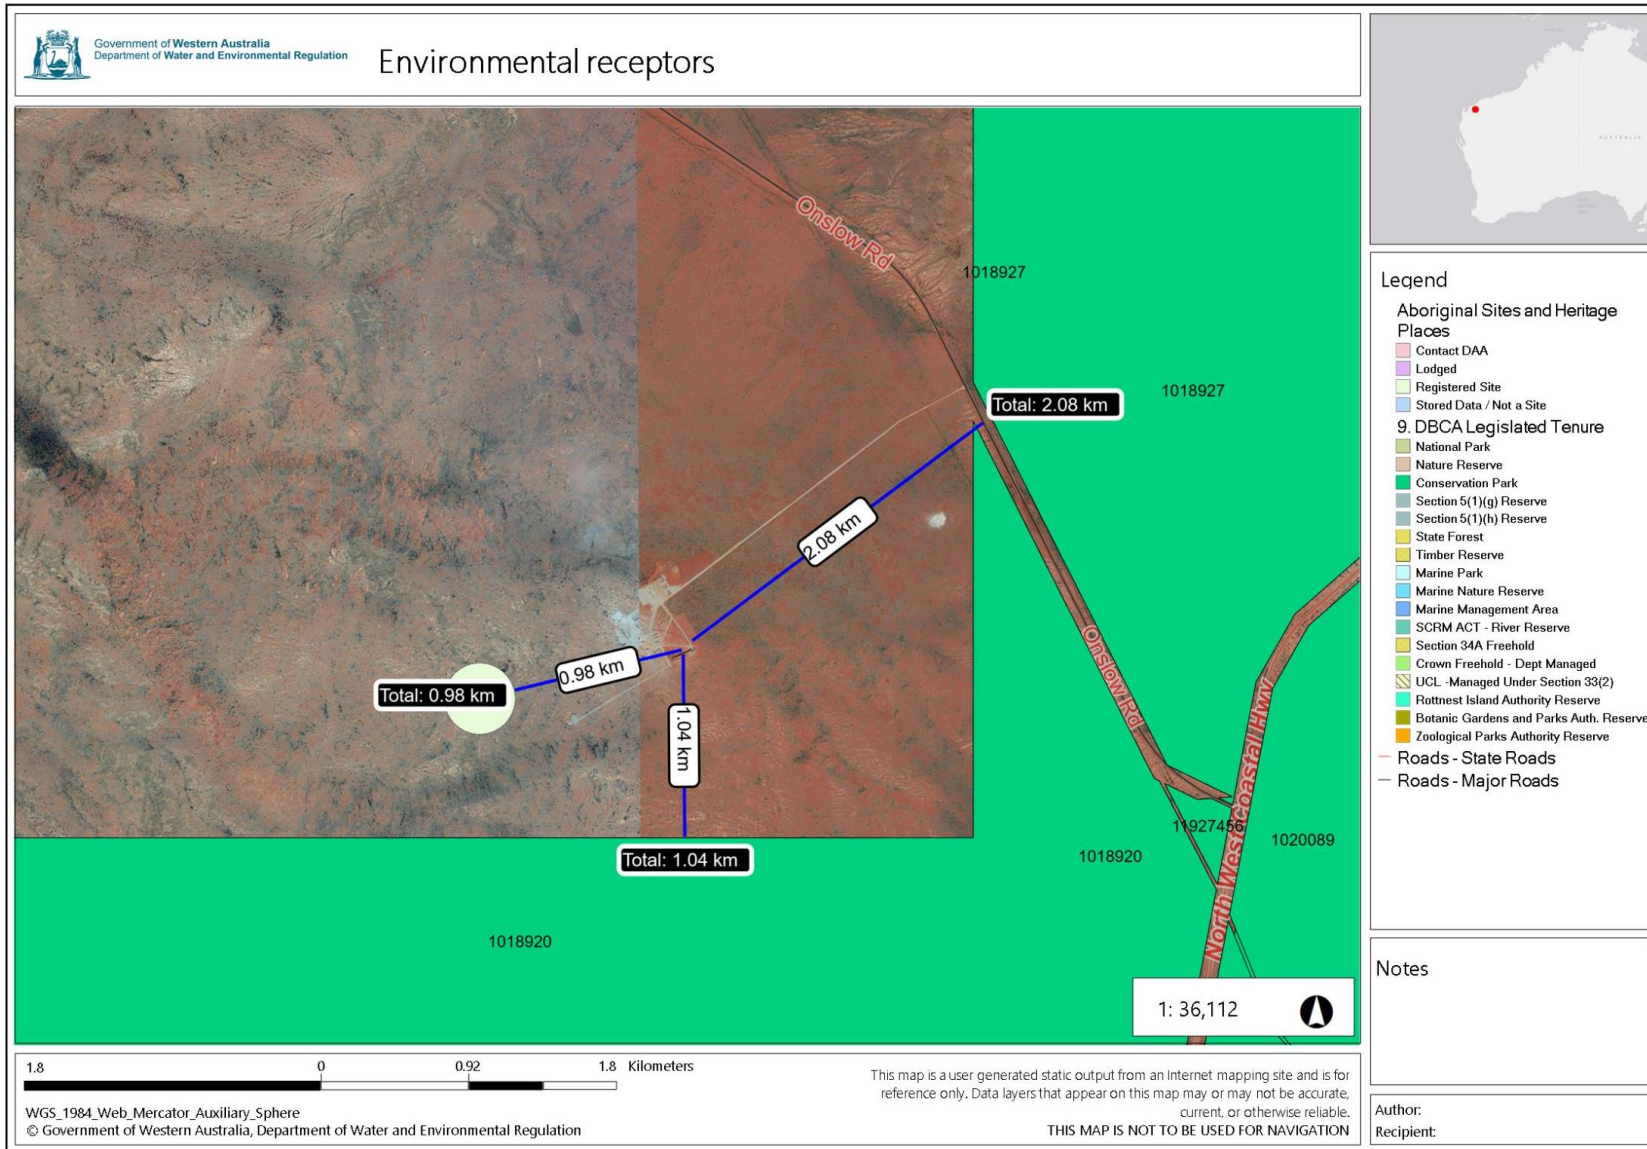 Government of Western Australia
Department of Water and Environmental Regulation
Environmental receptors
Onslow Rd
1018927
1018927
Total: 2.08 km
2.08 km
0.98 km
Total: 0.98 km
1.04 km
Total: 1.04 km
Onslow Rd
North West Coastal Hwy
11927456
1020089
1018920
1018920
1: 36,112
AUSTRALIA
Legend
Aboriginal Sites and Heritage
Places
Contact DAA
Lodged
Registered Site
Stored Data / Not a Site
9. DBCA Legislated Tenure
National Park
Nature Reserve
Conservation Park
Section 5(1)(g) Reserve
Section 5(1)(h) Reserve
State Forest
Timber Reserve
Marine Park
Marine Nature Reserve
Marine Management Area
SCRM ACT - River Reserve
Section 34A Freehold
Crown Freehold - Dept Managed
UCL -Managed Under Section 33(2)
Rottnest Island Authority Reserve
Botanic Gardens and Parks Auth. Reserve
Zoological Parks Authority Reserve
Roads - State Roads
Roads - Major Roads
Notes
1.8 0 0.92 1.8 Kilometers
WGS_1984_Web_Mercator_Auxiliary_Sphere
© Government of Western Australia, Department of Water and Environmental Regulation
This map is a user generated static output from an Internet mapping site and is for
reference only. Data layers that appear on this map may or may not be accurate,
current, or otherwise reliable.
THIS MAP IS NOT TO BE USED FOR NAVIGATION
Author:
Recipient: